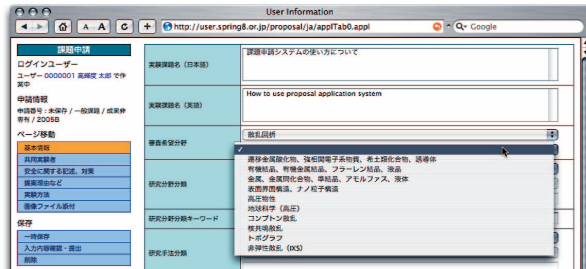 User Information
A A
C
+
http://user.spring8.or.jp/proposal/ja/applTab0.appl
Q- Google
課題申請
ログインユーザー
ユーザー 0000001 高輝度 太郎 で作
業中
申請情報
申請番号 : 未保存 / 一般課題 / 成果非
専有 / 2005B
ページ移動
基本情報
共同実験者
安全に関する記述、対策
提案理由など
実験方法
画像ファイル添付
保存
一時保存
入力内容確認・提出
削除
実験課題名（日本語）
課題申請システムの使い方について
実験課題名（英語）
How to use proposal application system
審査希望分野
散乱回折
研究分野分類
✓
遷移金属酸化物、強相関電子系物質、希土類化合物、誘導体
有機結晶、有機金属結晶、フラーレン結晶、液晶
金属、金属間化合物、準結晶、アモルファス、液体
表面界面構造、ナノ粒子構造
高圧物性
地球科学（高圧）
コンプトン散乱
核共鳴散乱
トポグラフ
非弾性散乱（IXS）
研究分野分類キーワード
研究手法分類